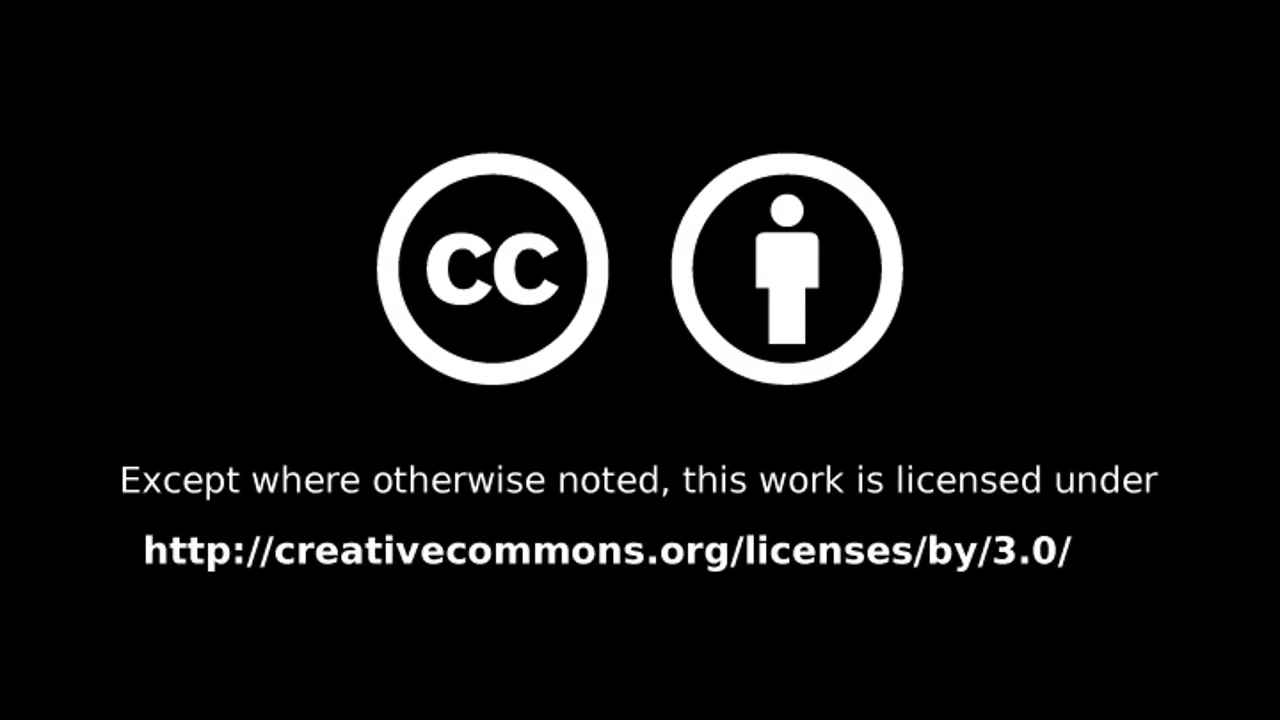 cc
Except where otherwise noted, this work is licensed under
http://creativecommons.org/licenses/by/3.0/